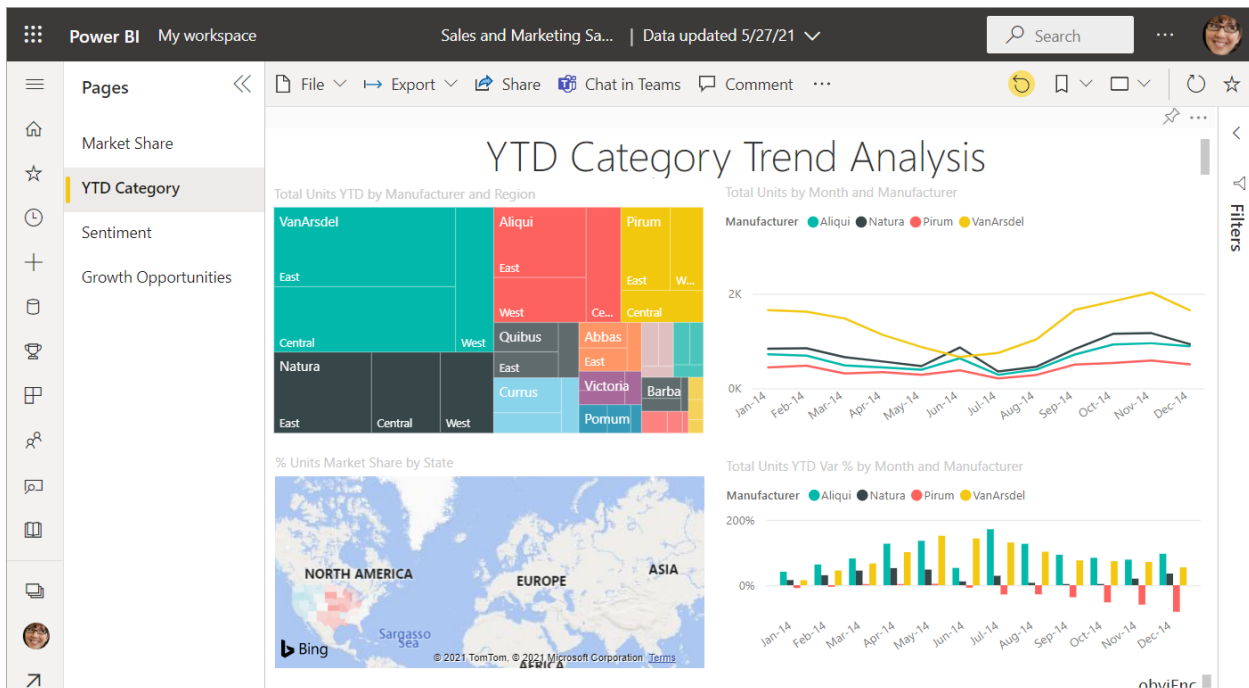 Power BI My workspace Sales and Marketing Sa... | Data updated 5/27/21 Search ...
Pages
Market Share
YTD Category
Sentiment
Growth Opportunities
File Export Share Chat in Teams Comment ...
Filters
YTD Category Trend Analysis
Total Units YTD by Manufacturer and Region
VanArsdel
East
Central
West
Aliqui
East
West
Ce...
Pirum
East
W...
Central
Natura
East
Central
West
Quibus
East
Currus
Abbas
East
Victoria
Pomum
Barba
Total Units by Month and Manufacturer
Manufacturer Aliqui Natura Pirum VanArsdel
2K
0K
Jan-14 Feb-14 Mar-14 Apr-14 May-14 Jun-14 Jul-14 Aug-14 Sep-14 Oct-14 Nov-14 Dec-14
% Units Market Share by State
NORTH AMERICA
EUROPE
ASIA
Sargasso
Sea
AFRICA
Bing
© 2021 TomTom, © 2021 Microsoft Corporation Terms
Total Units YTD Var % by Month and Manufacturer
Manufacturer Aliqui Natura Pirum VanArsdel
200%
0%
Jan-14 Feb-14 Mar-14 Apr-14 May-14 Jun-14 Jul-14 Aug-14 Sep-14 Oct-14 Nov-14 Dec-14
obviEnc